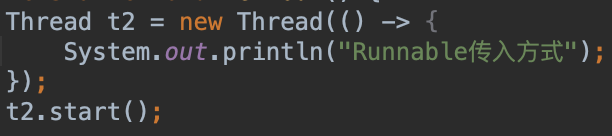 Thread t2 = new Thread(() -> {
    System.out.println("Runnable传入方式");
});
t2.start();